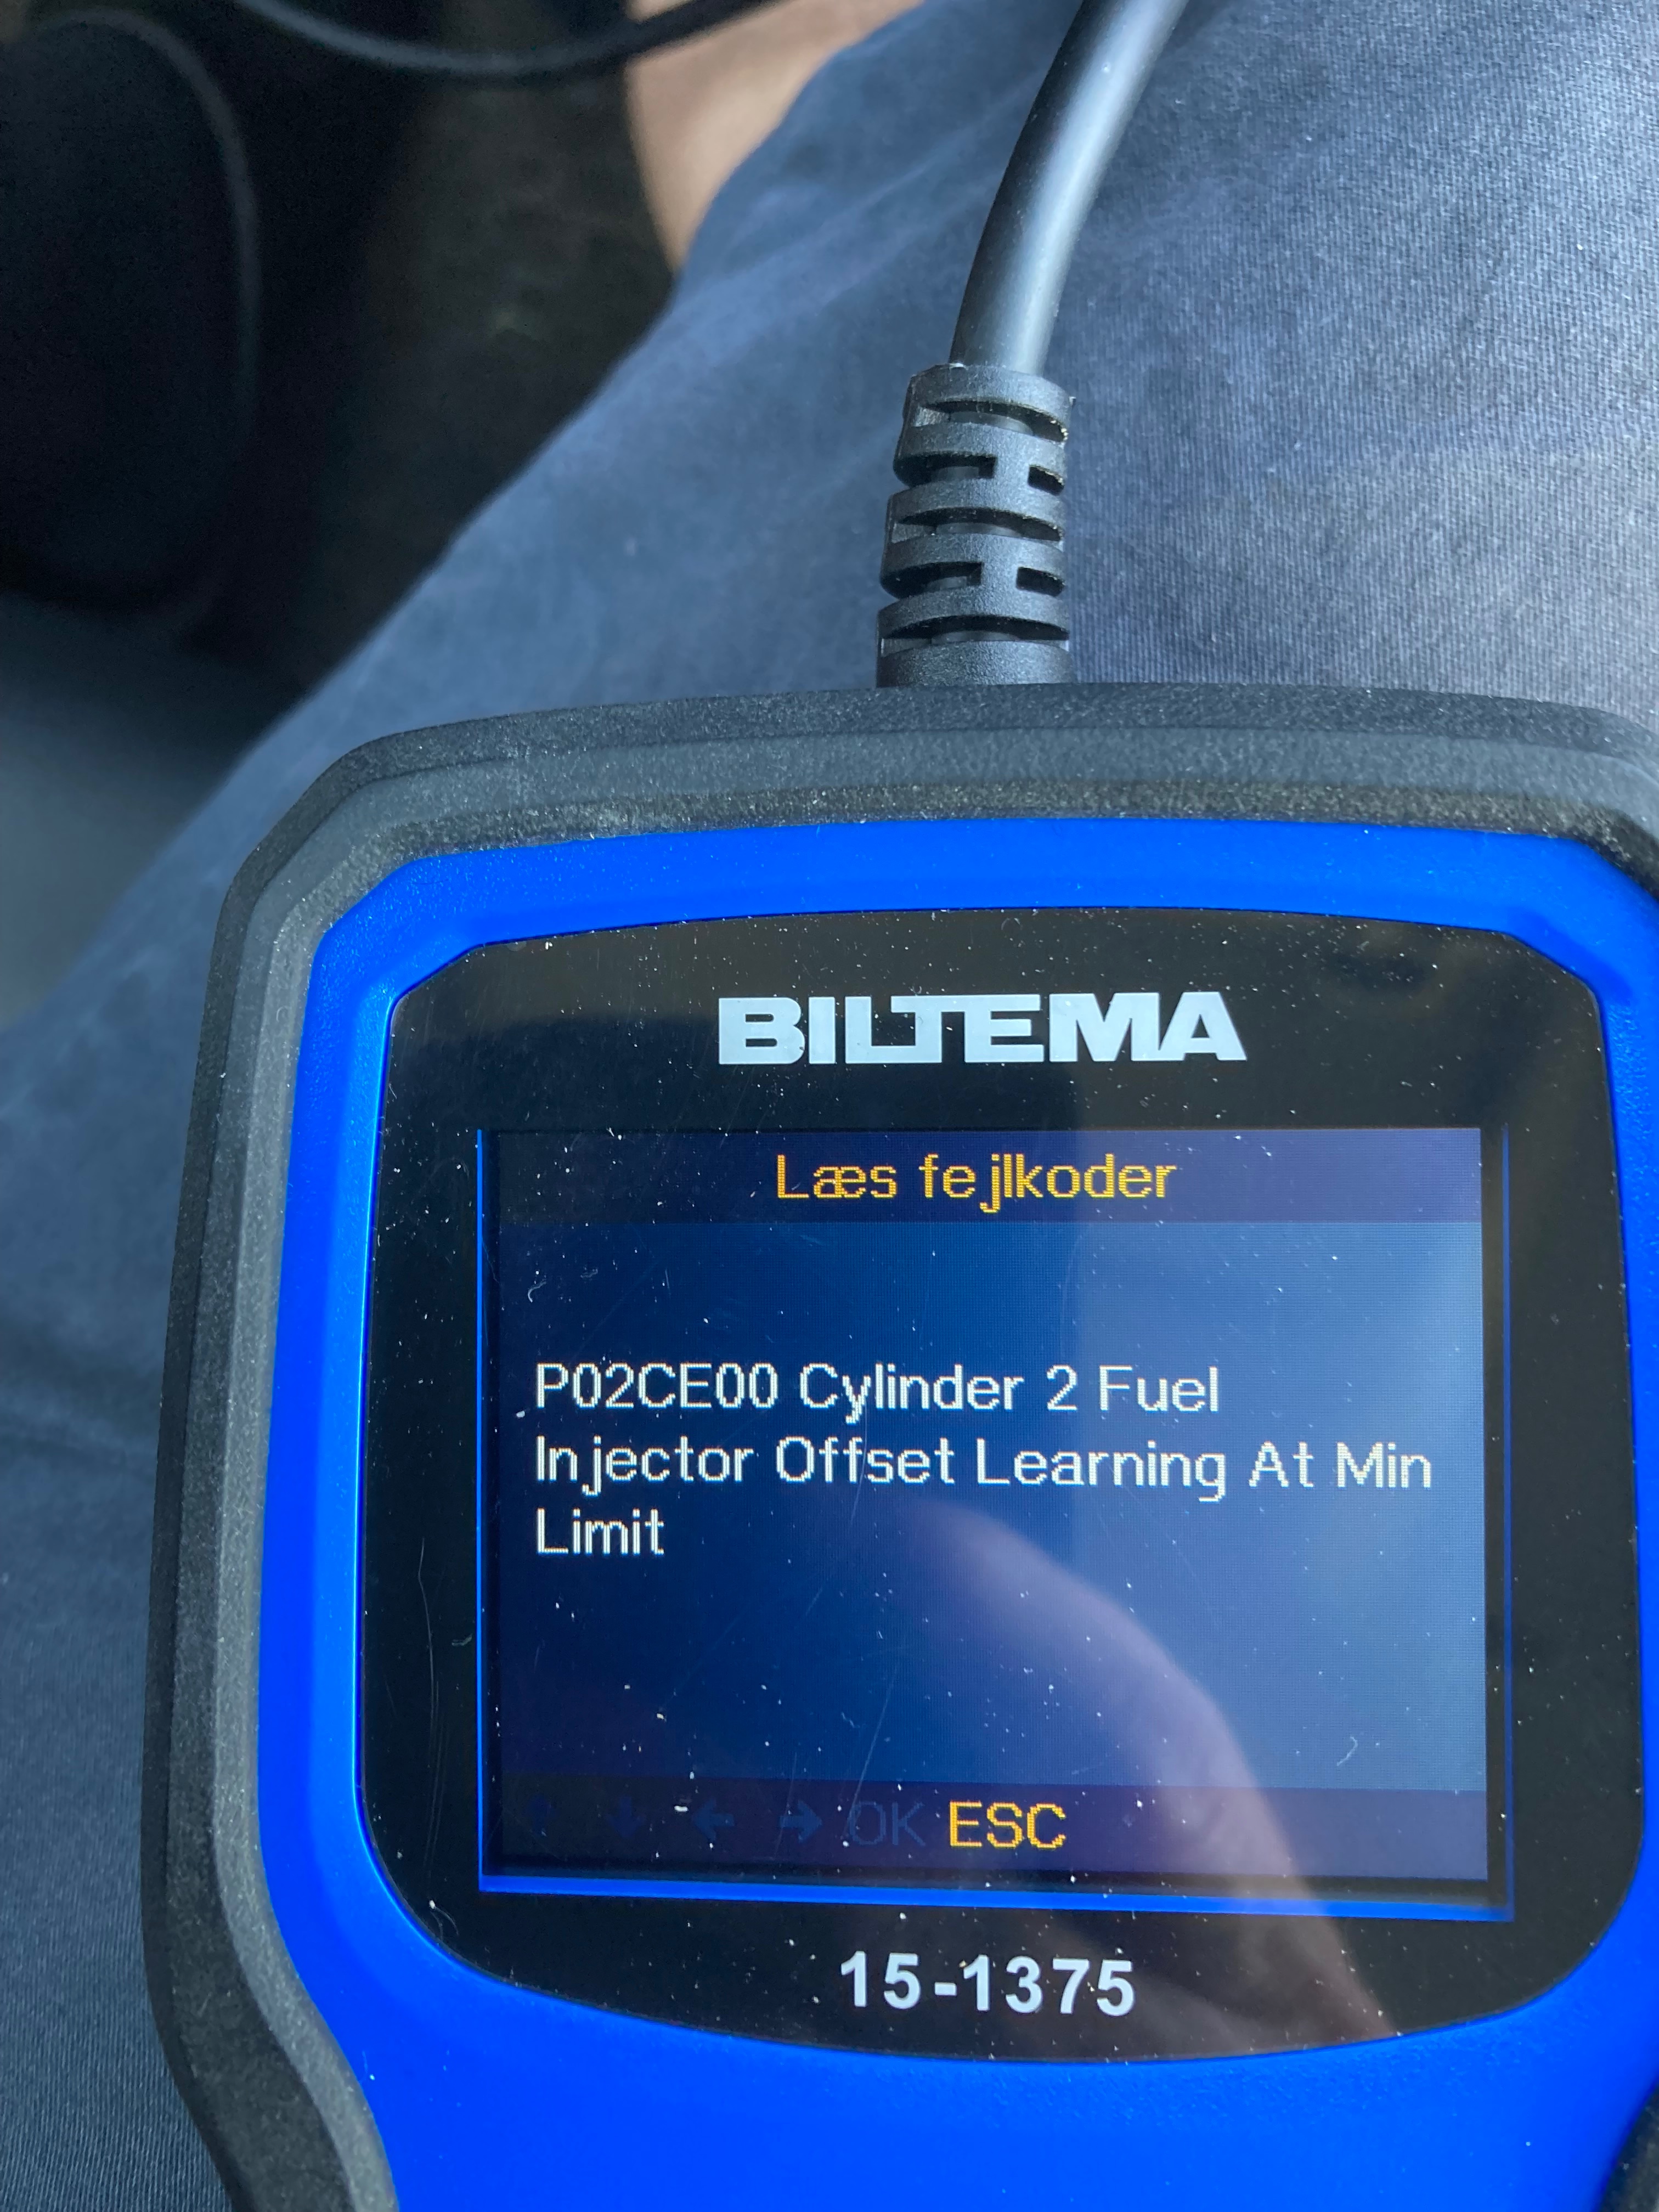 BILTEMA
Læs fejlkoder
P02CE00 Cylinder 2 Fuel
Injector Offset Learning At Min
Limit
OK ESC
15-1375